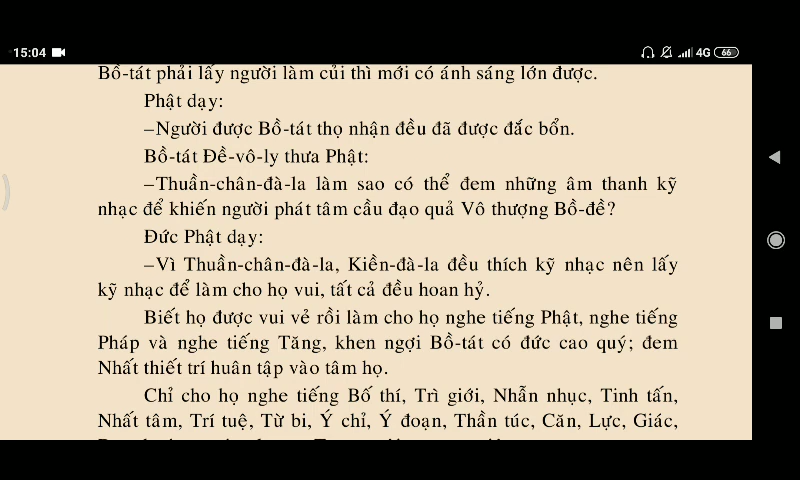 15:04
4G 66
Bồ-tát phải lấy người làm củi thì mới có ánh sáng lớn được.
Phật dạy:
–Người được Bồ-tát thọ nhận đều đã được đắc bổn.
Bồ-tát Đề-vô-ly thưa Phật:
–Thuần-chân-đà-la làm sao có thể đem những âm thanh kỹ
nhạc để khiến người phát tâm cầu đạo quả Vô thượng Bồ-đề?
Đức Phật dạy:
–Vì Thuần-chân-đà-la, Kiền-đà-la đều thích kỹ nhạc nên lấy
kỹ nhạc để làm cho họ vui, tất cả đều hoan hỷ.
Biết họ được vui vẻ rồi làm cho họ nghe tiếng Phật, nghe tiếng
Pháp và nghe tiếng Tăng, khen ngợi Bồ-tát có đức cao quý; đem
Nhất thiết trí huân tập vào tâm họ.
Chỉ cho họ nghe tiếng Bố thí, Trì giới, Nhẫn nhục, Tinh tấn,
Nhất tâm, Trí tuệ, Từ bi, Ý chỉ, Ý đoạn, Thần túc, Căn, Lực, Giác,